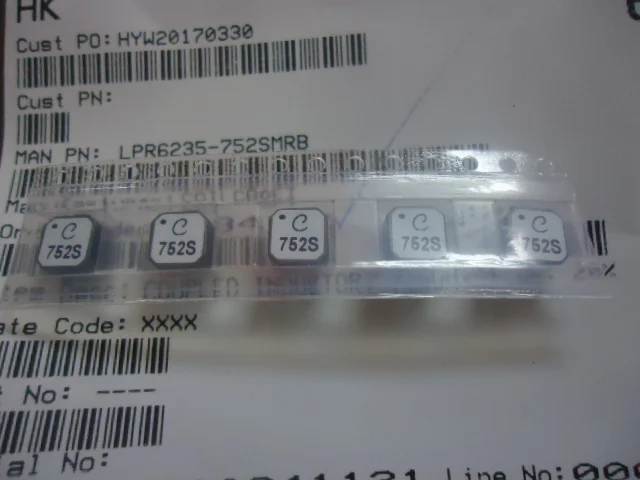 HK
Cust PO: HYW20170330
Cust PN:
MAN PN: LPR6235-752SMRB
C
752S
C
752S
C
752S
C
752S
C
752S
COUPLED INDUCTOR
20%
ate Code: XXXX
No: ----
al No:
Line No: